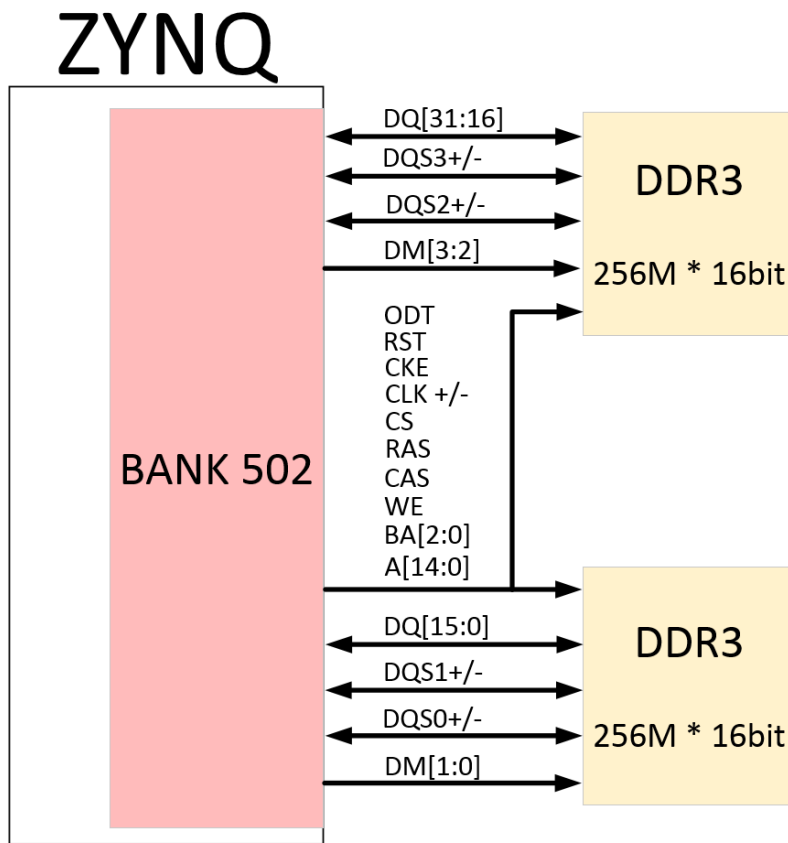 ZYNQ
BANK 502
DQ[31:16]
DQS3+/-
DQS2+/-
DM[3:2]
DDR3
256M * 16bit
ODT
RST
CKE
CLK +/-
CS
RAS
CAS
WE
BA[2:0]
A[14:0]
DQ[15:0]
DQS1+/-
DQS0+/-
DM[1:0]
DDR3
256M * 16bit